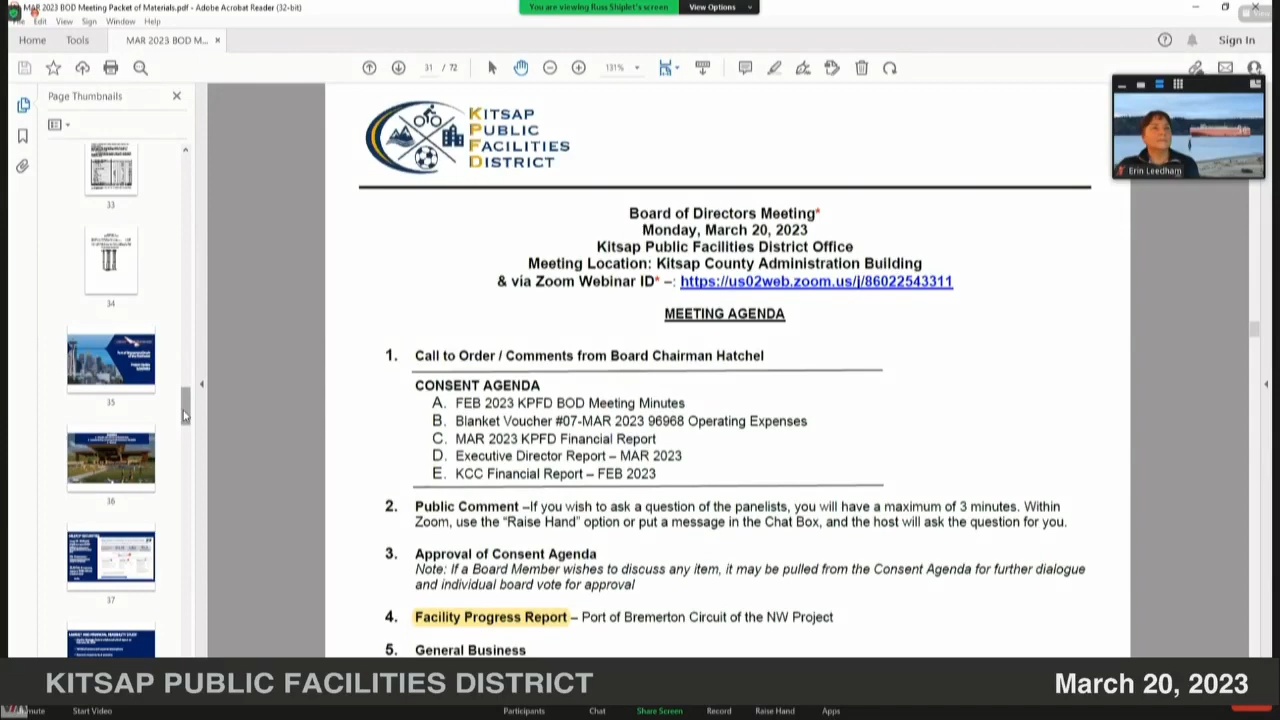 MAR 2023 BOD Meeting Packet of Materials.pdf - Adobe Acrobat Reader (32-bit)
You are viewing Russ Shiplet's screen
View Options
Edit View Sign Window Help
View
Home Tools MAR 2023 BOD M... ×
Sign In
31 / 72
131%
Page Thumbnails
33
34
35
36
37
KITSAP
PUBLIC
FACILITIES
DISTRICT
Erin Leedham
Board of Directors Meeting*
Monday, March 20, 2023
Kitsap Public Facilities District Office
Meeting Location: Kitsap County Administration Building
& via Zoom Webinar ID* –: https://us02web.zoom.us/j/86022543311
MEETING AGENDA
1. Call to Order / Comments from Board Chairman Hatchel
CONSENT AGENDA
A. FEB 2023 KPFD BOD Meeting Minutes
B. Blanket Voucher #07-MAR 2023 96968 Operating Expenses
C. MAR 2023 KPFD Financial Report
D. Executive Director Report – MAR 2023
E. KCC Financial Report – FEB 2023
2. Public Comment –If you wish to ask a question of the panelists, you will have a maximum of 3 minutes. Within
Zoom, use the "Raise Hand" option or put a message in the Chat Box, and the host will ask the question for you.
3. Approval of Consent Agenda
Note: If a Board Member wishes to discuss any item, it may be pulled from the Consent Agenda for further dialogue
and individual board vote for approval
4. Facility Progress Report – Port of Bremerton Circuit of the NW Project
5. General Business
KITSAP PUBLIC FACILITIES DISTRICT
March 20, 2023
Start Video Participants Chat Share Screen Record Raise Hand Apps